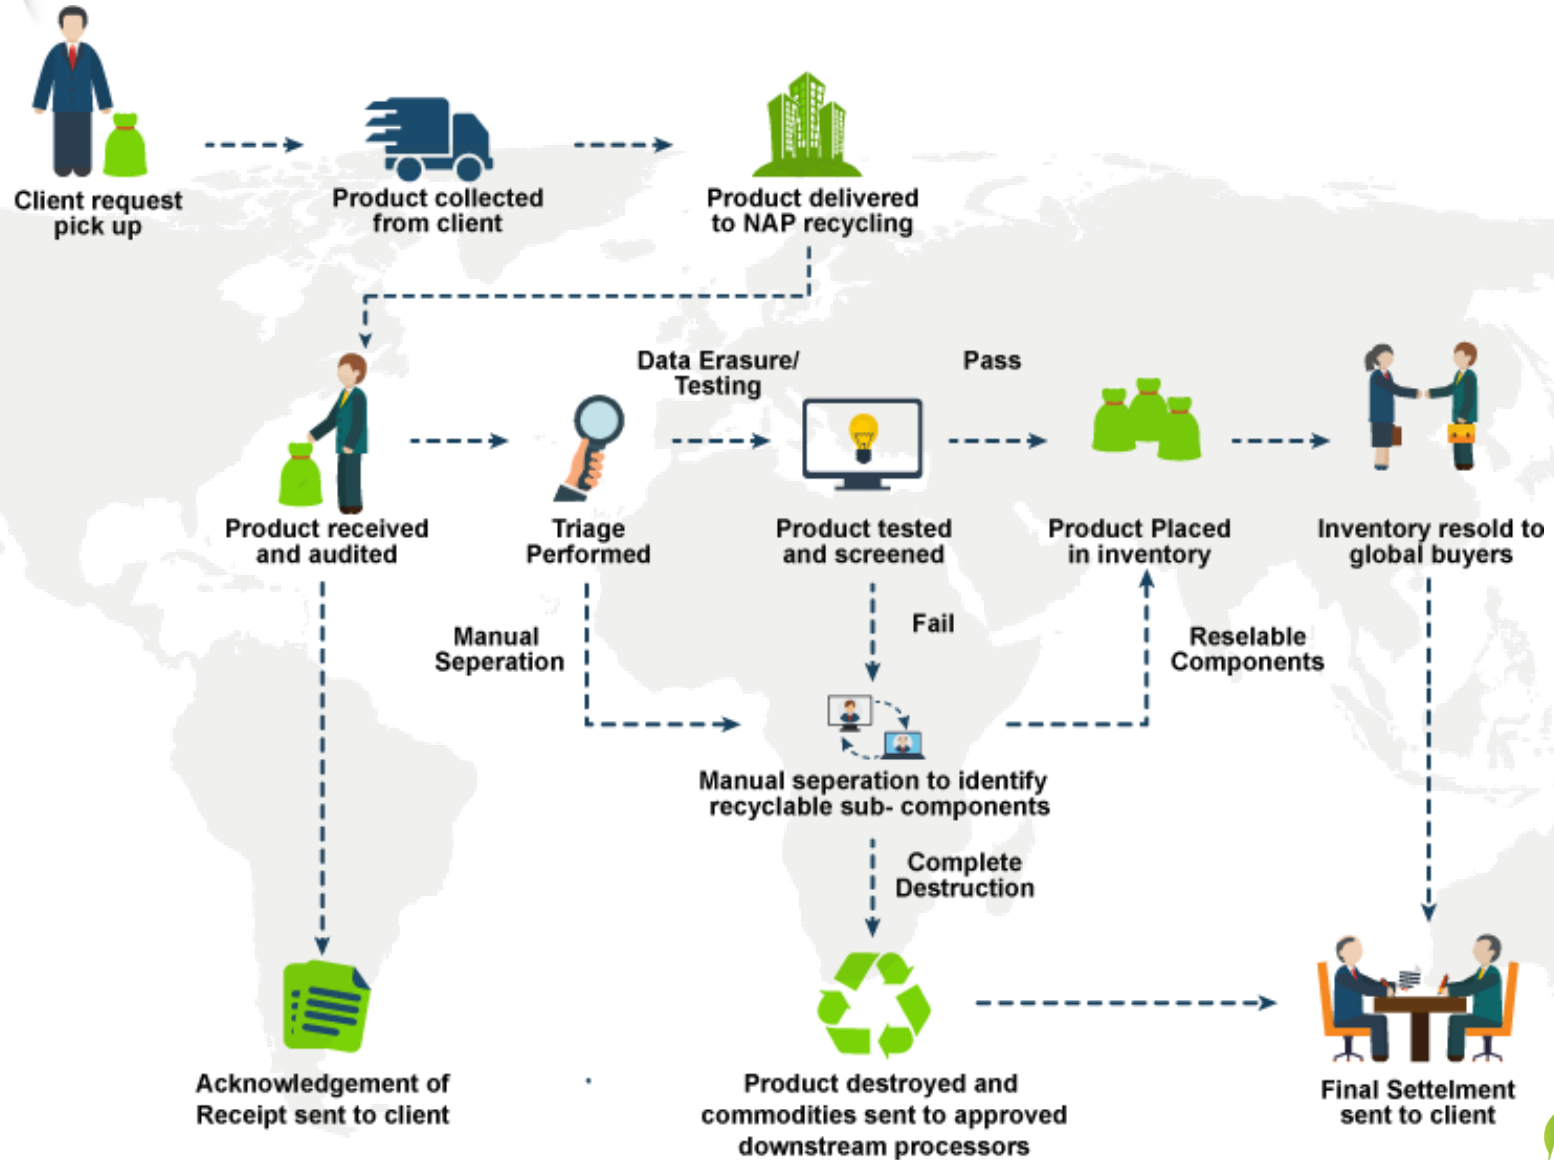 Client request
pick up
Product collected
from client
Product delivered
to NAP recycling
Data Erasure/
Testing
Pass
Product received
and audited
Triage
Performed
Product tested
and screened
Product Placed
in inventory
Inventory resold to
global buyers
Manual
Seperation
Fail
Reselable
Components
Manual seperation to identify
recyclable sub- components
Complete
Destruction
Acknowledgement of
Receipt sent to client
Product destroyed and
commodities sent to approved
downstream processors
Final Settelment
sent to client